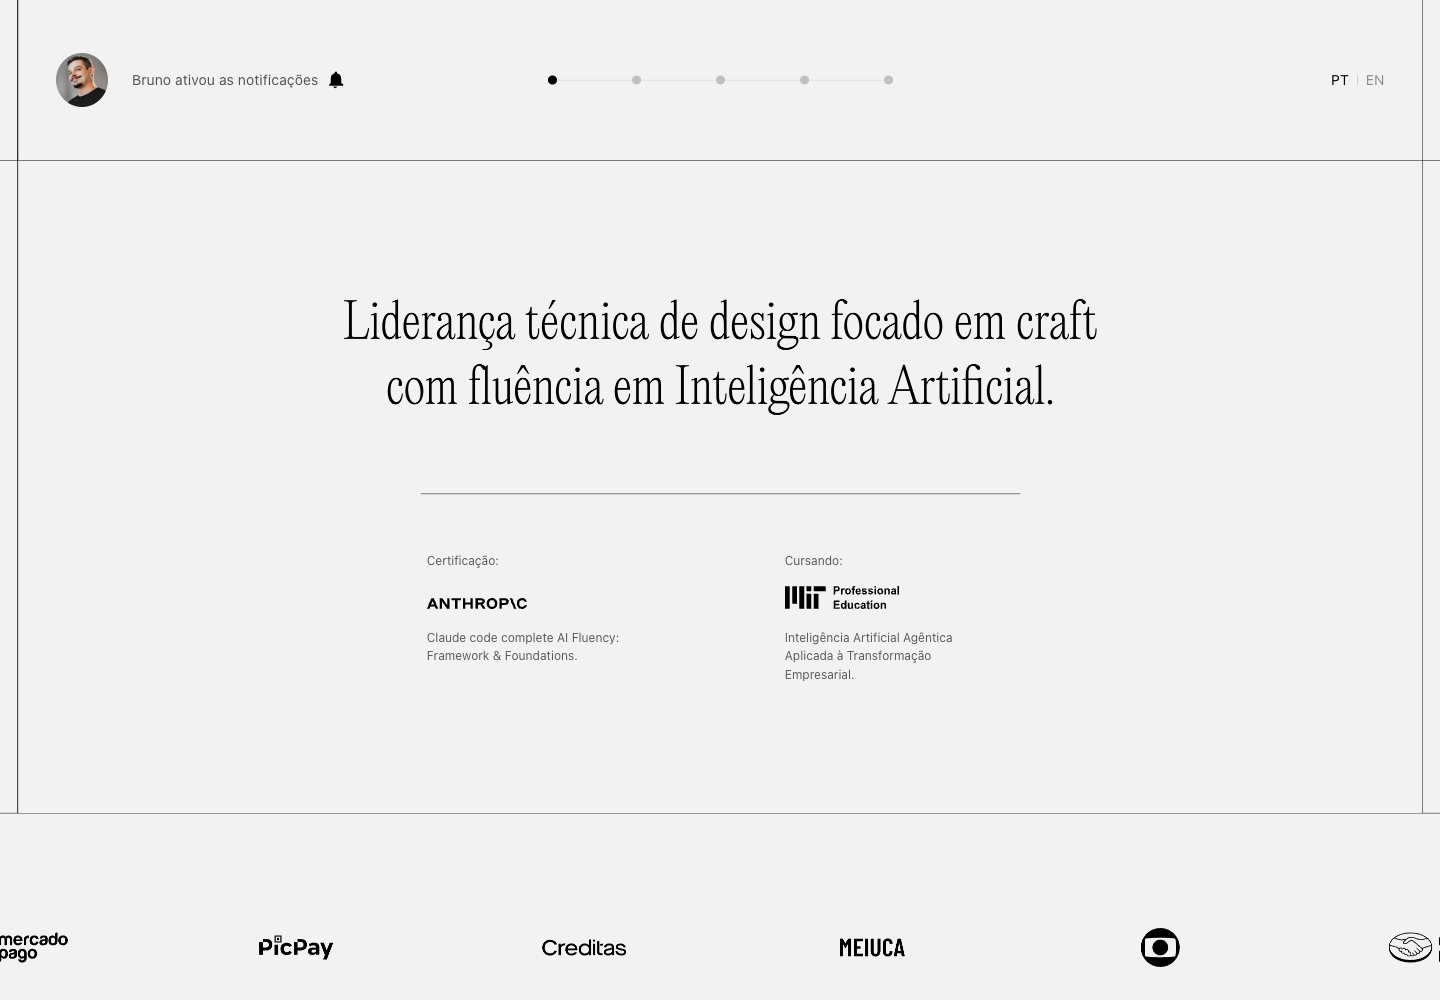 Bruno ativou as notificações
PT | EN
Liderança técnica de design focado em craft
com fluência em Inteligência Artificial.
Certificação:
ANTHROP\C
Claude code complete AI Fluency:
Framework & Foundations.
Cursando:
MIT Professional
Education
Inteligência Artificial Agêntica
Aplicada à Transformação
Empresarial.
mercado
pago
PicPay
Creditas
MEIUCA